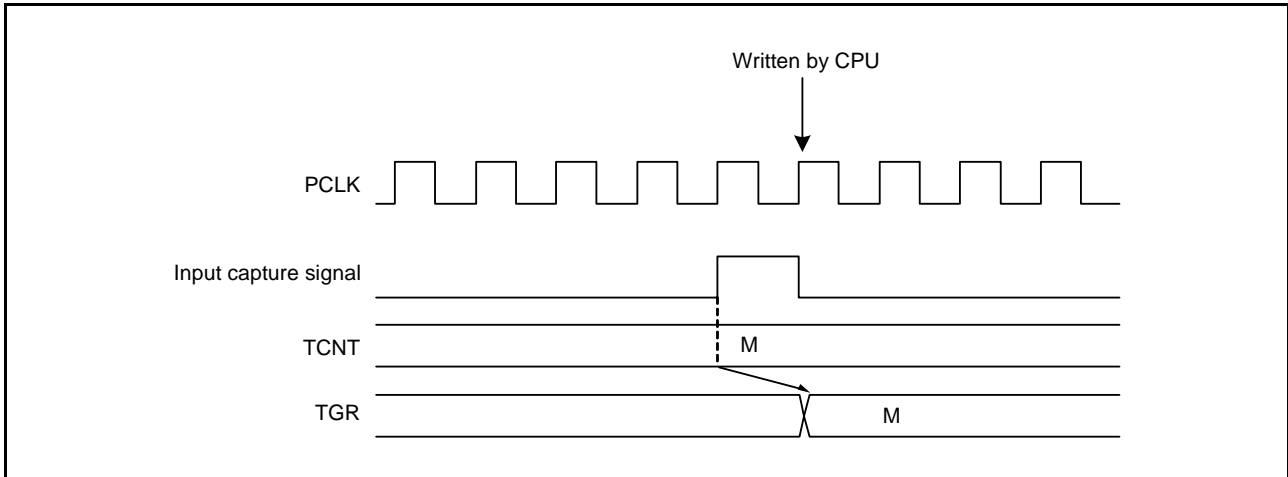 Written by CPU
PCLK
Input capture signal
TCNT
M
TGR
M